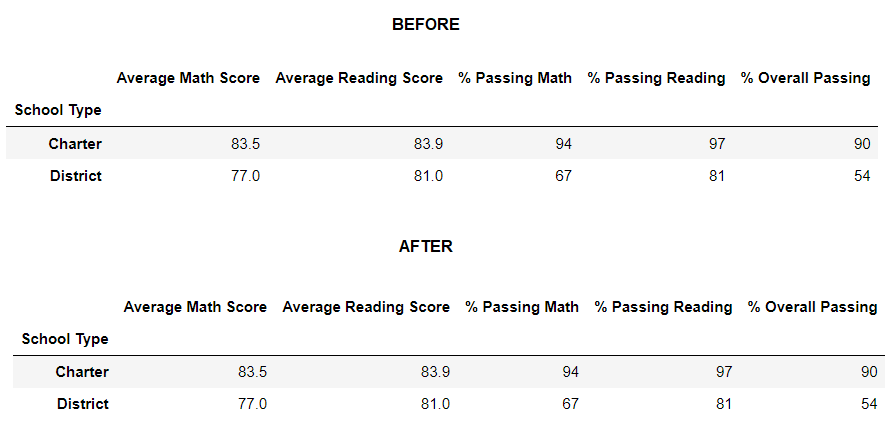 BEFORE
Average Math Score Average Reading Score % Passing Math % Passing Reading % Overall Passing
School Type
Charter 83.5 83.9 94 97 90
District 77.0 81.0 67 81 54
AFTER
Average Math Score Average Reading Score % Passing Math % Passing Reading % Overall Passing
School Type
Charter 83.5 83.9 94 97 90
District 77.0 81.0 67 81 54